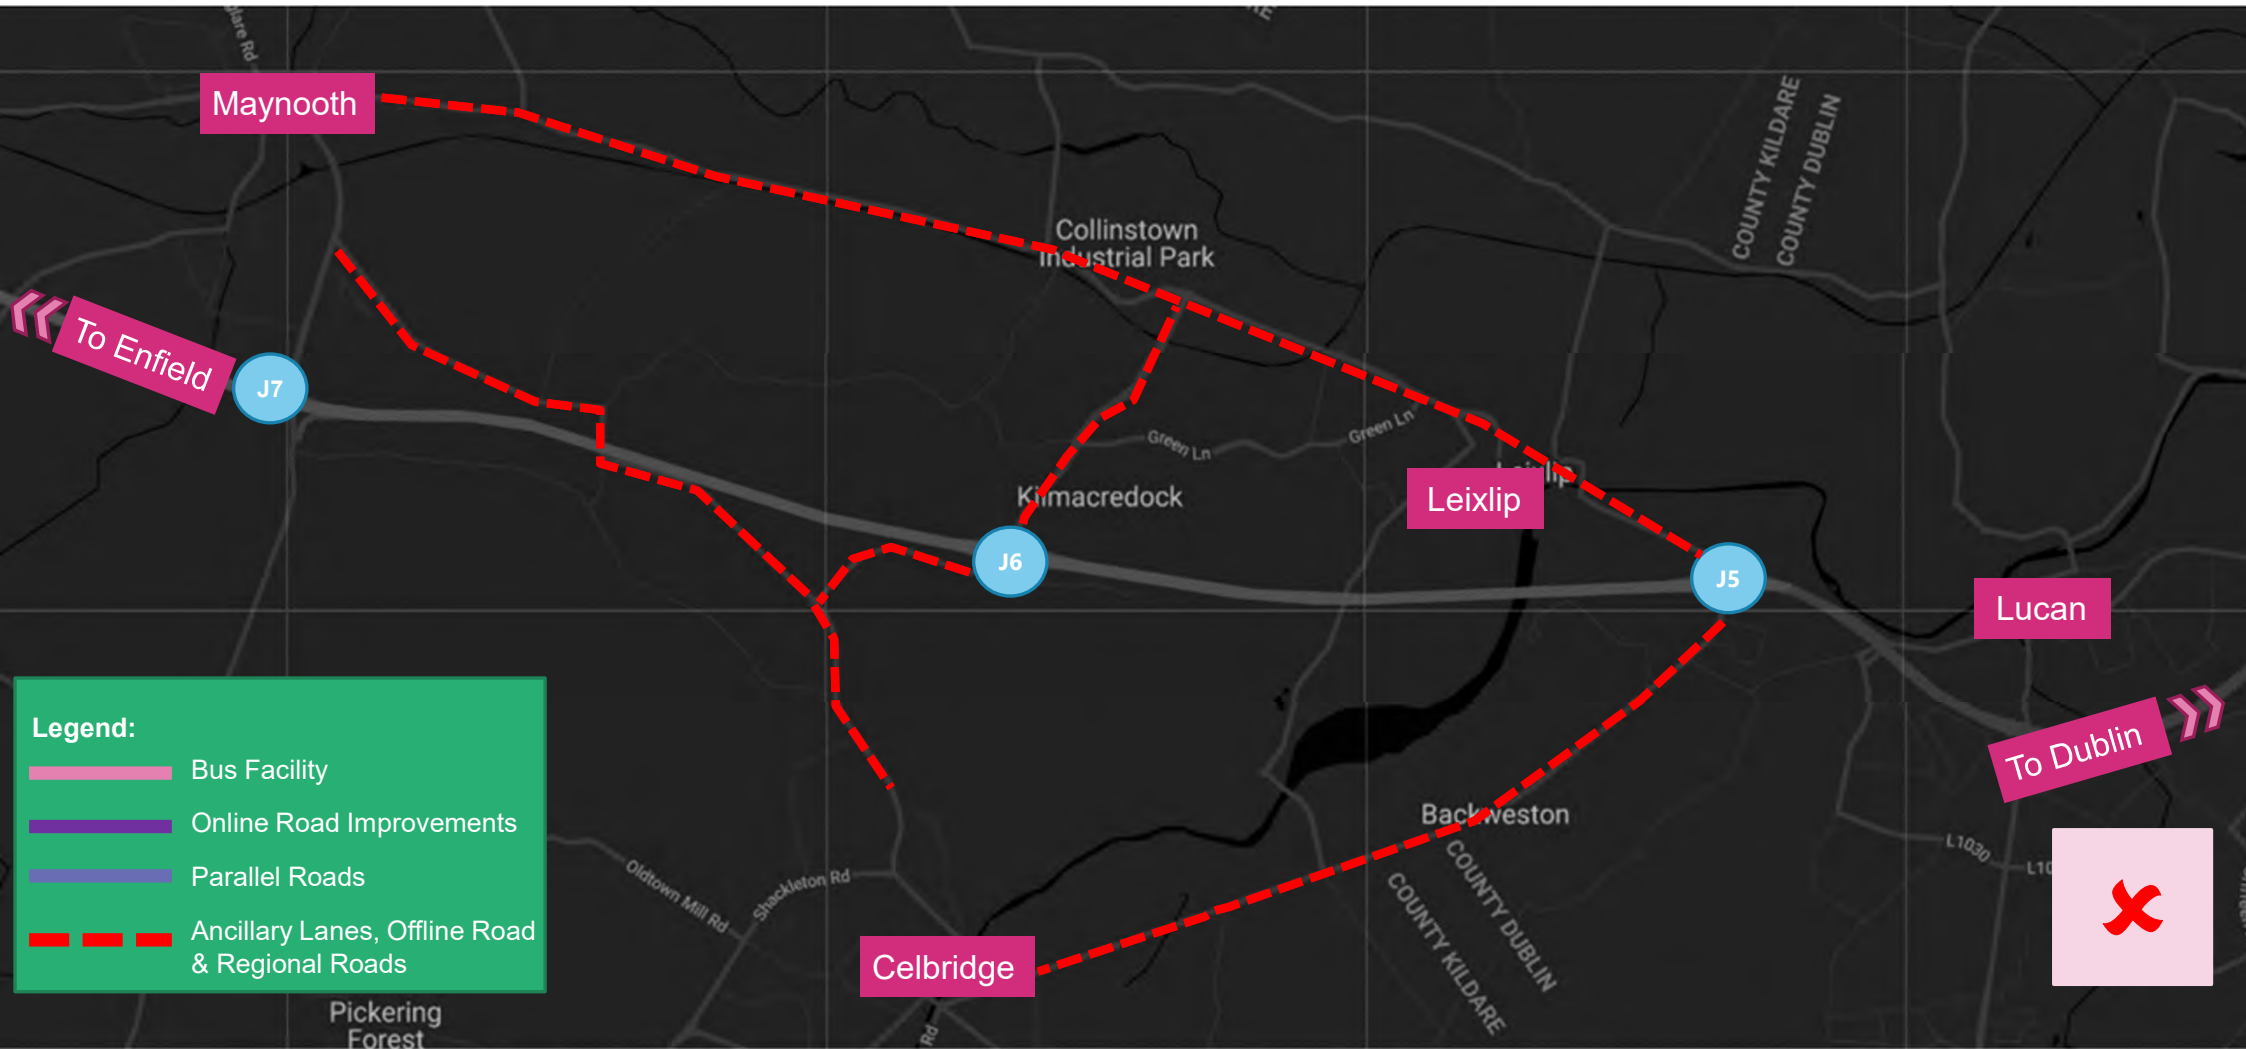 Maynooth
COUNTY KILDARE
COUNTY DUBLIN
Collinstown
Industrial Park
To Enfield
J7
Green Ln
Green Ln
Kilmacredock
Leixlip
Leixlip
J6
J5
Lucan
To Dublin
Legend:
Bus Facility
Online Road Improvements
Parallel Roads
Ancillary Lanes, Offline Road
& Regional Roads
Backweston
COUNTY DUBLIN
COUNTY KILDARE
L1030
Oldtown Mill Rd
Shackleton Rd
Celbridge
Pickering
Forest
Rd